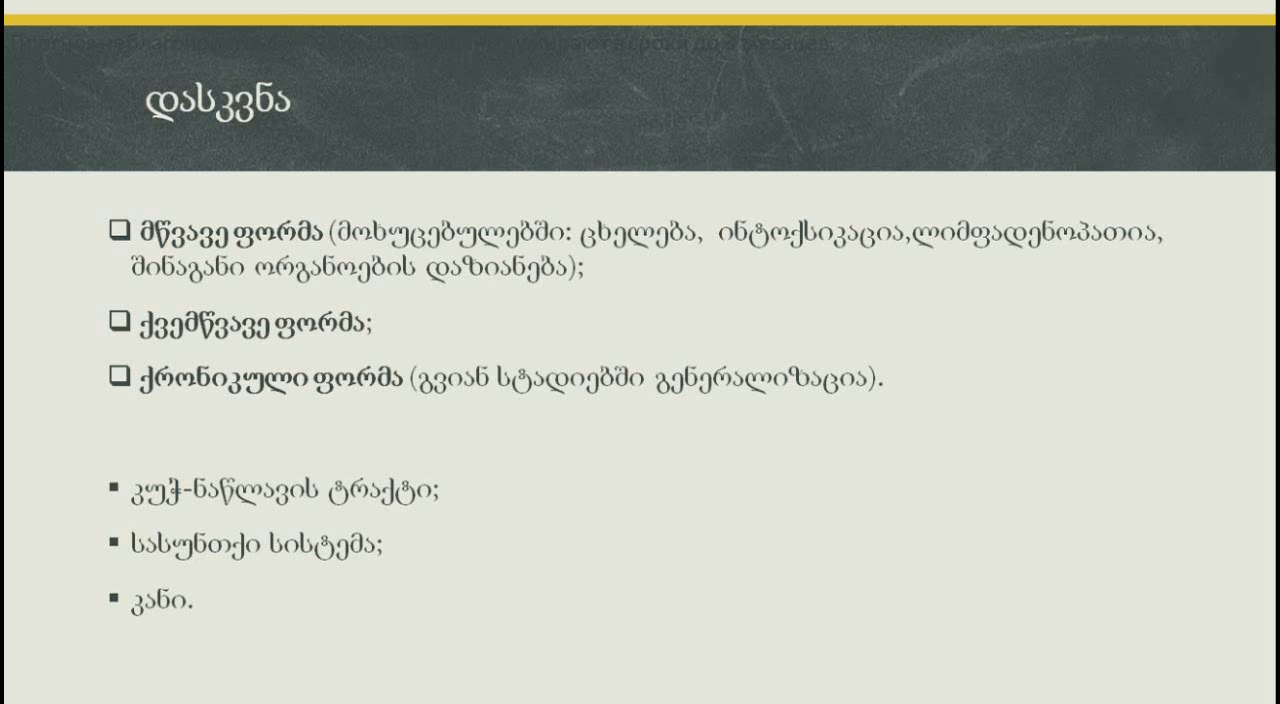 დასკვნა
❑ მწვავე ფორმა (მოხუცებულებში: ცხელება, ინტოქსიკაცია,ლიმფადენოპათია,
შინაგანი ორგანოების დაზიანება);
❑ ქვემწვავე ფორმა;
❑ ქრონიკული ფორმა (გვიან სტადიებში გენერალიზაცია).
▪ კუჭ-ნაწლავის ტრაქტი;
▪ სასუნთქი სისტემა;
▪ კანი.